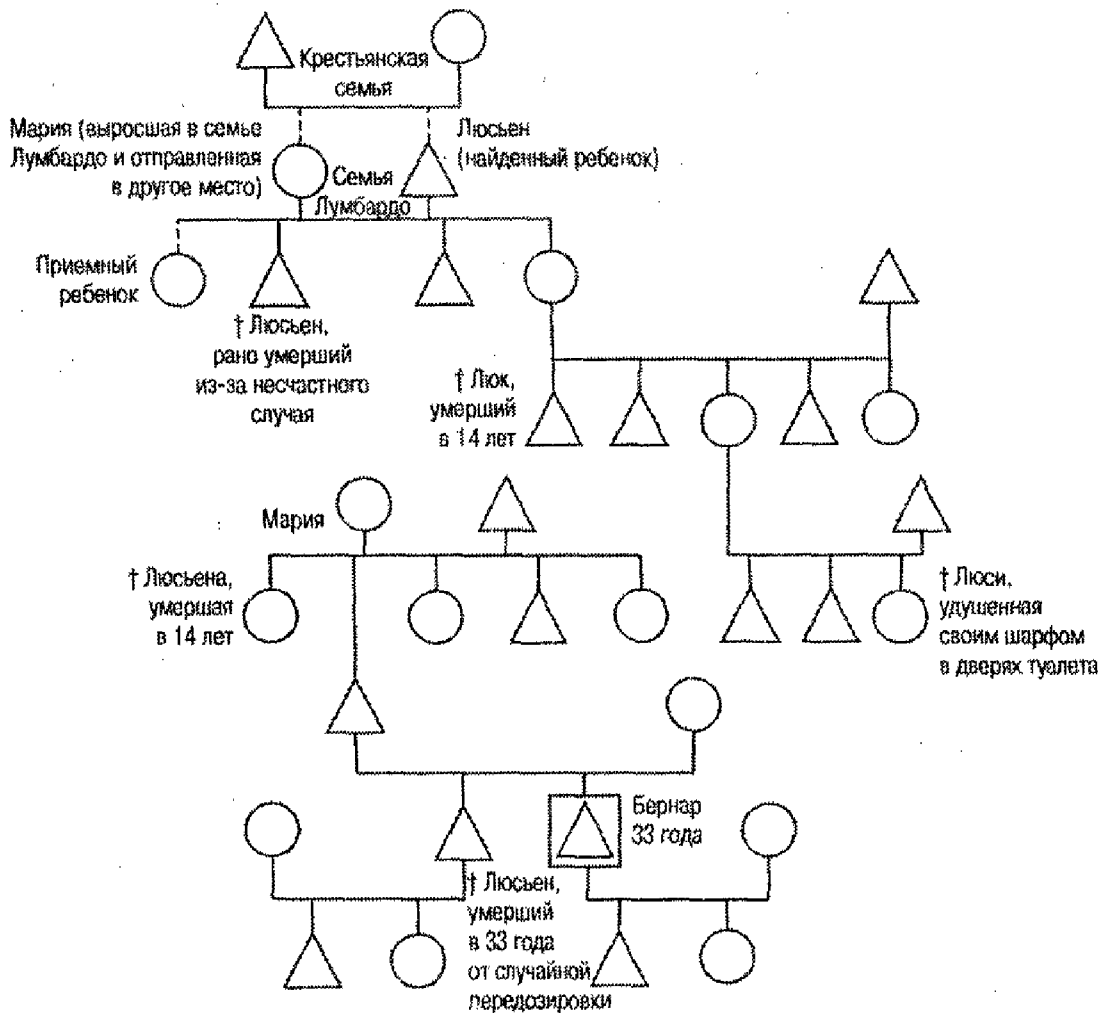 Крестьянская
семья
Мария (выросшая в семье
Лумбардо и отправленная
в другое место)
Люсьен
(найденный ребенок)
Семья
Лумбардо
Приемный
ребенок
† Люсьен,
рано умерший
из-за несчастного
случая
† Люк,
умерший
в 14 лет
Мария
† Люсьена,
умершая
в 14 лет
† Люси,
удушенная
своим шарфом
в дверях туалета
Бернар
33 года
† Люсьен,
умерший
в 33 года
от случайной
передозировки